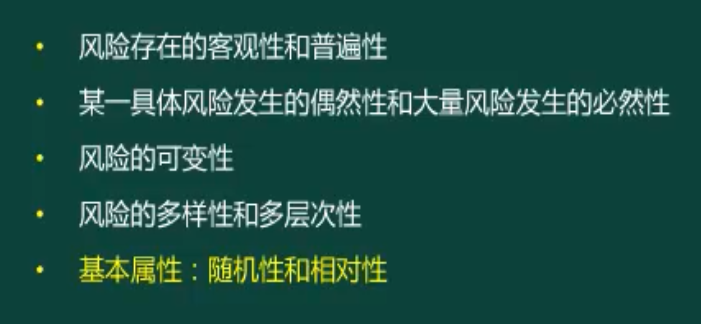 • 风险存在的客观性和普遍性
• 某一具体风险发生的偶然性和大量风险发生的必然性
• 风险的可变性
• 风险的多样性和多层次性
• 基本属性：随机性和相对性